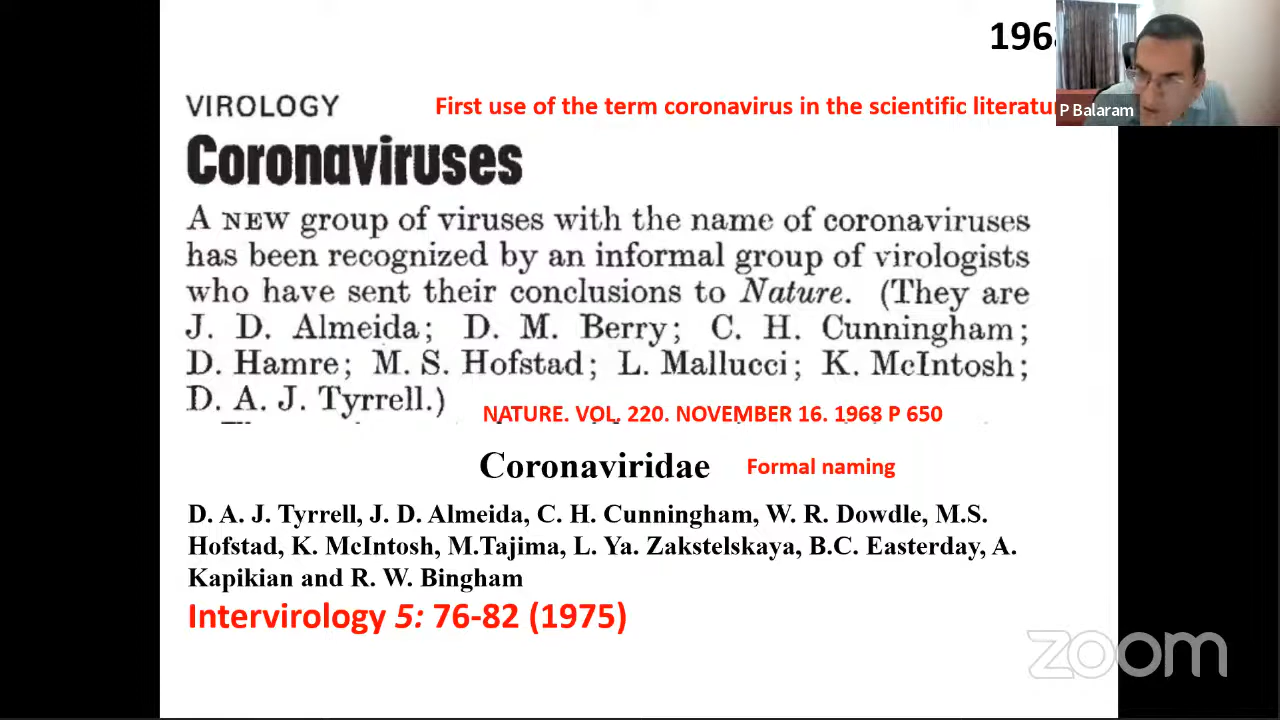 VIROLOGY
First use of the term coronavirus in the scientific
P Balaram
Coronaviruses
A NEW group of viruses with the name of coronaviruses
has been recognized by an informal group of virologists
who have sent their conclusions to Nature. (They are
J. D. Almeida; D. M. Berry; C. H. Cunningham;
D. Hamre; M. S. Hofstad; L. Mallucci; K. McIntosh;
D. A. J. Tyrrell.)
NATURE. VOL. 220. NOVEMBER 16. 1968 P 650
Coronaviridae
Formal naming
D. A. J. Tyrrell, J. D. Almeida, C. H. Cunningham, W. R. Dowdle, M.S.
Hofstad, K. McIntosh, M.Tajima, L. Ya. Zakstelskaya, B.C. Easterday, A.
Kapikian and R. W. Bingham
Intervirology 5: 76-82 (1975)
zoom